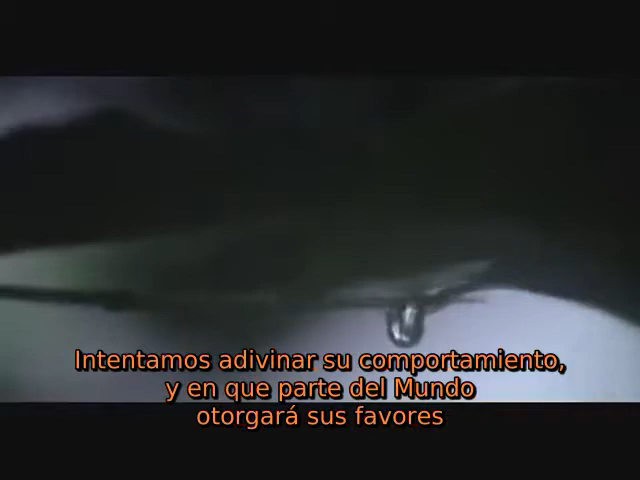 Intentamos adivinar su comportamiento,
y en que parte del Mundo
otorgará sus favores